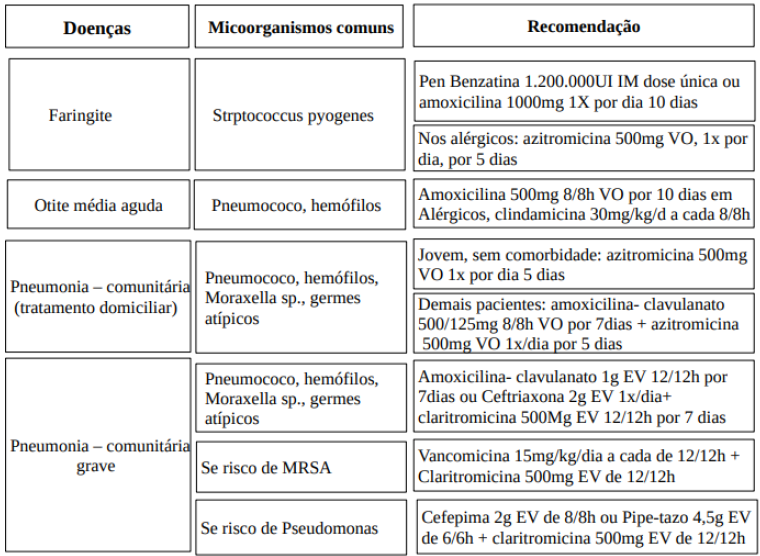 Doenças
Micoorganismos comuns
Recomendação
Faringite
Strptococcus pyogenes
Pen Benzatina 1.200.000UI IM dose única ou
amoxicilina 1000mg 1X por dia 10 dias
Nos alérgicos: azitromicina 500mg VO, 1x por
dia, por 5 dias
Otite média aguda
Pneumococo, hemófilos
Amoxicilina 500mg 8/8h VO por 10 dias em
Alérgicos, clindamicina 30mg/kg/d a cada 8/8h
Pneumonia – comunitária
(tratamento domiciliar)
Pneumococo, hemófilos,
Moraxella sp., germes
atípicos
Jovem, sem comorbidade: azitromicina 500mg
VO 1x por dia 5 dias
Demais pacientes: amoxicilina- clavulanato
500/125mg 8/8h VO por 7dias + azitromicina
500mg VO 1x/dia por 5 dias
Pneumonia – comunitária
grave
Pneumococo, hemófilos,
Moraxella sp., germes
atípicos
Amoxicilina- clavulanato 1g EV 12/12h por
7dias ou Ceftriaxona 2g EV 1x/dia+
claritromicina 500Mg EV 12/12h por 7 dias
Se risco de MRSA
Vancomicina 15mg/kg/dia a cada de 12/12h +
Claritromicina 500mg EV de 12/12h
Se risco de Pseudomonas
Cefepima 2g EV de 8/8h ou Pipe-tazo 4,5g EV
de 6/6h + claritromicina 500mg EV de 12/12h